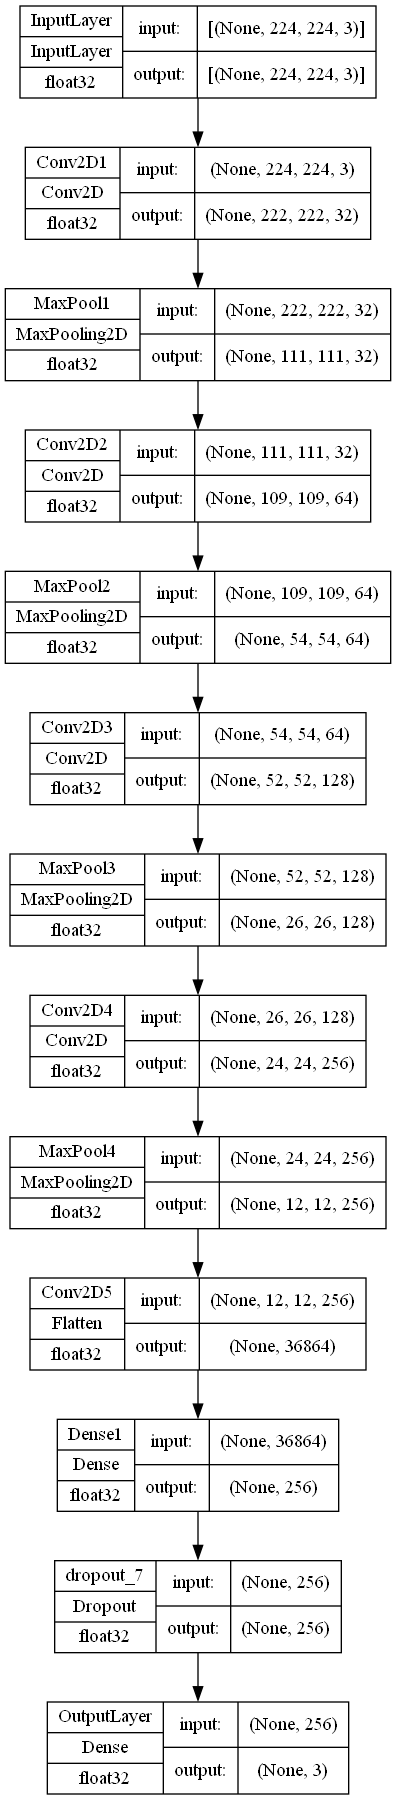 InputLayer input: [(None, 224, 224, 3)]
InputLayer
float32 output: [(None, 224, 224, 3)]
Conv2D1 input: (None, 224, 224, 3)
Conv2D
float32 output: (None, 222, 222, 32)
MaxPool1 input: (None, 222, 222, 32)
MaxPooling2D
float32 output: (None, 111, 111, 32)
Conv2D2 input: (None, 111, 111, 32)
Conv2D
float32 output: (None, 109, 109, 64)
MaxPool2 input: (None, 109, 109, 64)
MaxPooling2D
float32 output: (None, 54, 54, 64)
Conv2D3 input: (None, 54, 54, 64)
Conv2D
float32 output: (None, 52, 52, 128)
MaxPool3 input: (None, 52, 52, 128)
MaxPooling2D
float32 output: (None, 26, 26, 128)
Conv2D4 input: (None, 26, 26, 128)
Conv2D
float32 output: (None, 24, 24, 256)
MaxPool4 input: (None, 24, 24, 256)
MaxPooling2D
float32 output: (None, 12, 12, 256)
Conv2D5 input: (None, 12, 12, 256)
Flatten
float32 output: (None, 36864)
Dense1 input: (None, 36864)
Dense
float32 output: (None, 256)
dropout_7 input: (None, 256)
Dropout
float32 output: (None, 256)
OutputLayer input: (None, 256)
Dense
float32 output: (None, 3)